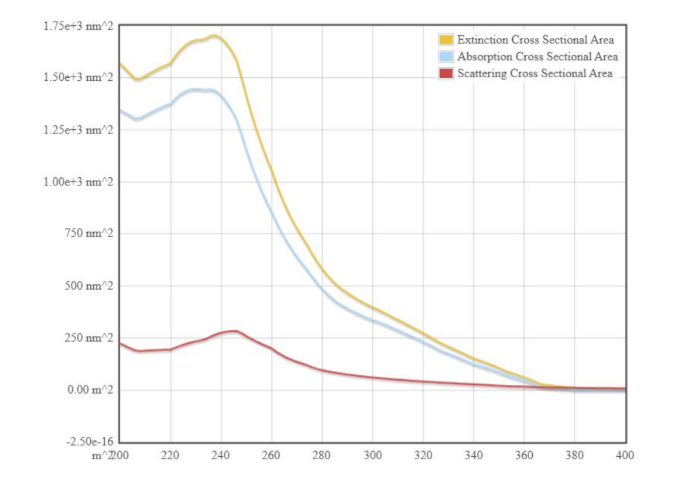 1.75e+3 nm^2
Extinction Cross Sectional Area
Absorption Cross Sectional Area
Scattering Cross Sectional Area
1.50e+3 nm^2
1.25e+3 nm^2
1.00e+3 nm^2
750 nm^2
500 nm^2
250 nm^2
0.00 m^2
-2.50e-16
m^2
200 220 240 260 280 300 320 340 360 380 400